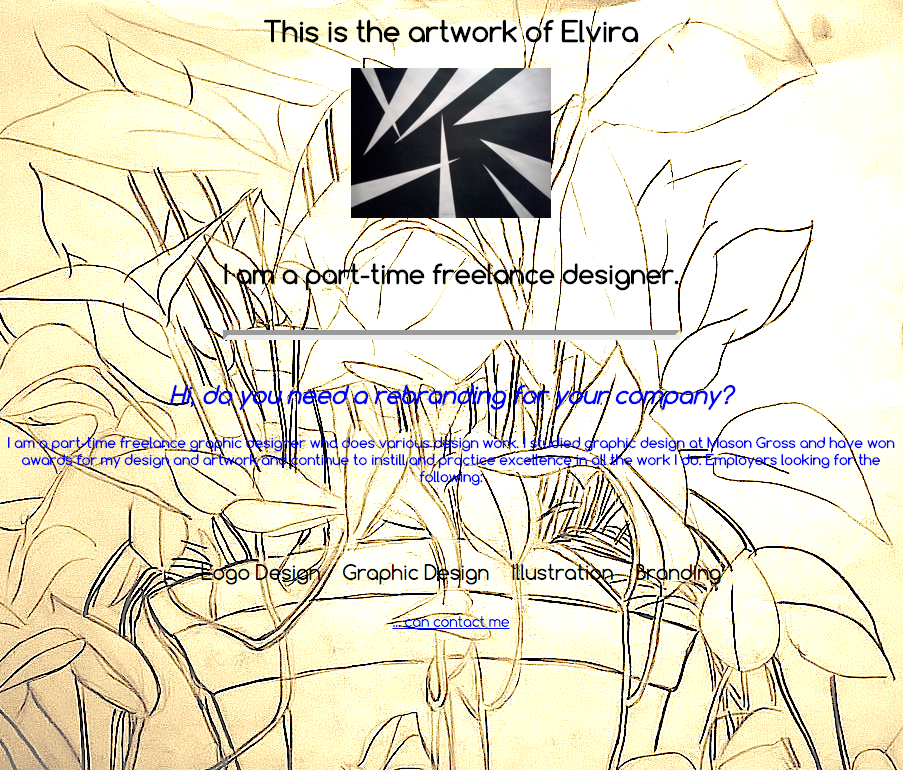 This is the artwork of Elvira
I am a part-time freelance designer.
Hi, do you need a rebranding for your company?
I am a part-time freelance graphic designer who does various design work. I studied graphic design at Mason Gross and have won
awards for my design and artwork and continue to instill and practice excellence in all the work I do. Employers looking for the
following:
Logo Design Graphic Design Illustration Branding
... can contact me